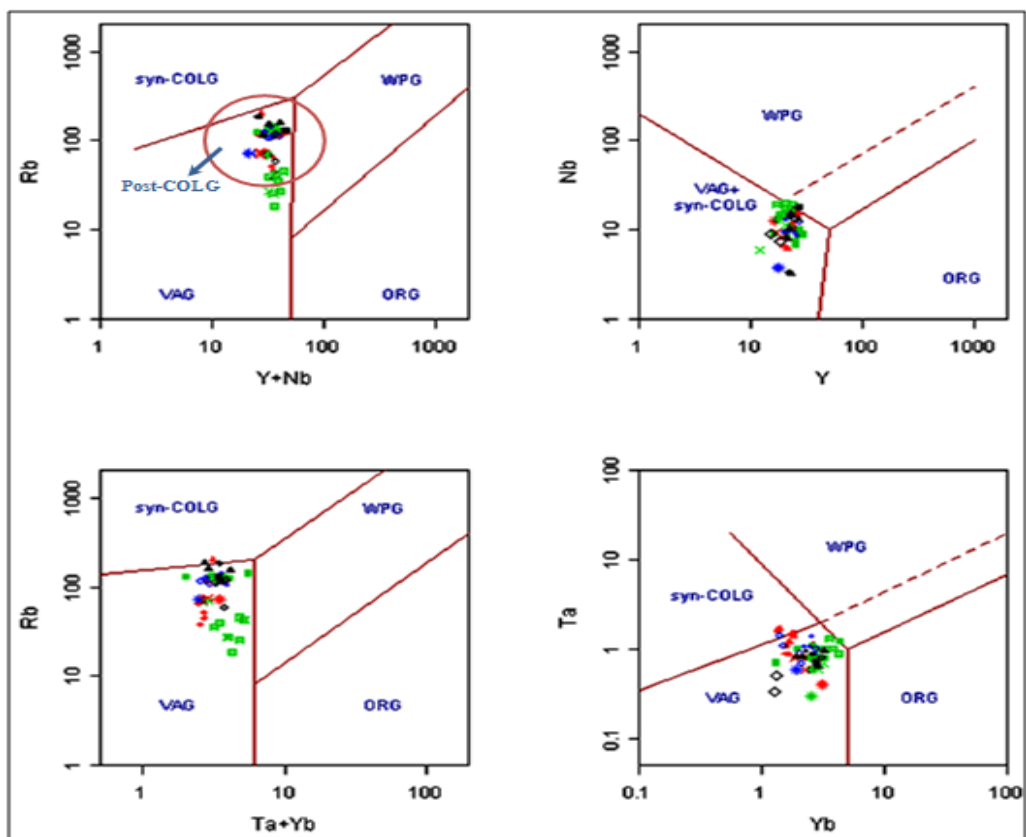 syn-COLG
WPG
Post-COLG
VAG
ORG
Rb
1
10
100
1000
1
10
100
1000
Y+Nb
WPG
VAG+
syn-COLG
ORG
Nb
1
10
100
1000
1
10
100
1000
Y
syn-COLG
WPG
VAG
ORG
Rb
1
10
100
1000
1
10
100
Ta+Yb
WPG
syn-COLG
VAG
ORG
Ta
0.1
1
10
100
0.1
1
10
100
Yb